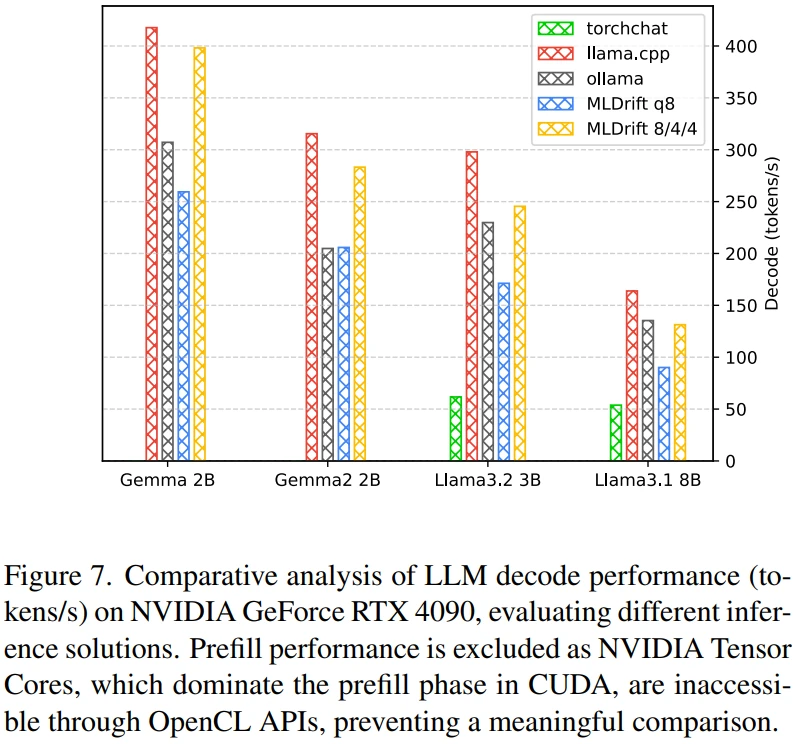 torchchat
llama.cpp
ollama
MLDrift q8
MLDrift 8/4/4
400
350
300
250
200
150
100
50
0
Decode (tokens/s)
Gemma 2B
Gemma2 2B
Llama3.2 3B
Llama3.1 8B
Figure 7. Comparative analysis of LLM decode performance (to-
kens/s) on NVIDIA GeForce RTX 4090, evaluating different infer-
ence solutions. Prefill performance is excluded as NVIDIA Tensor
Cores, which dominate the prefill phase in CUDA, are inaccessi-
ble through OpenCL APIs, preventing a meaningful comparison.